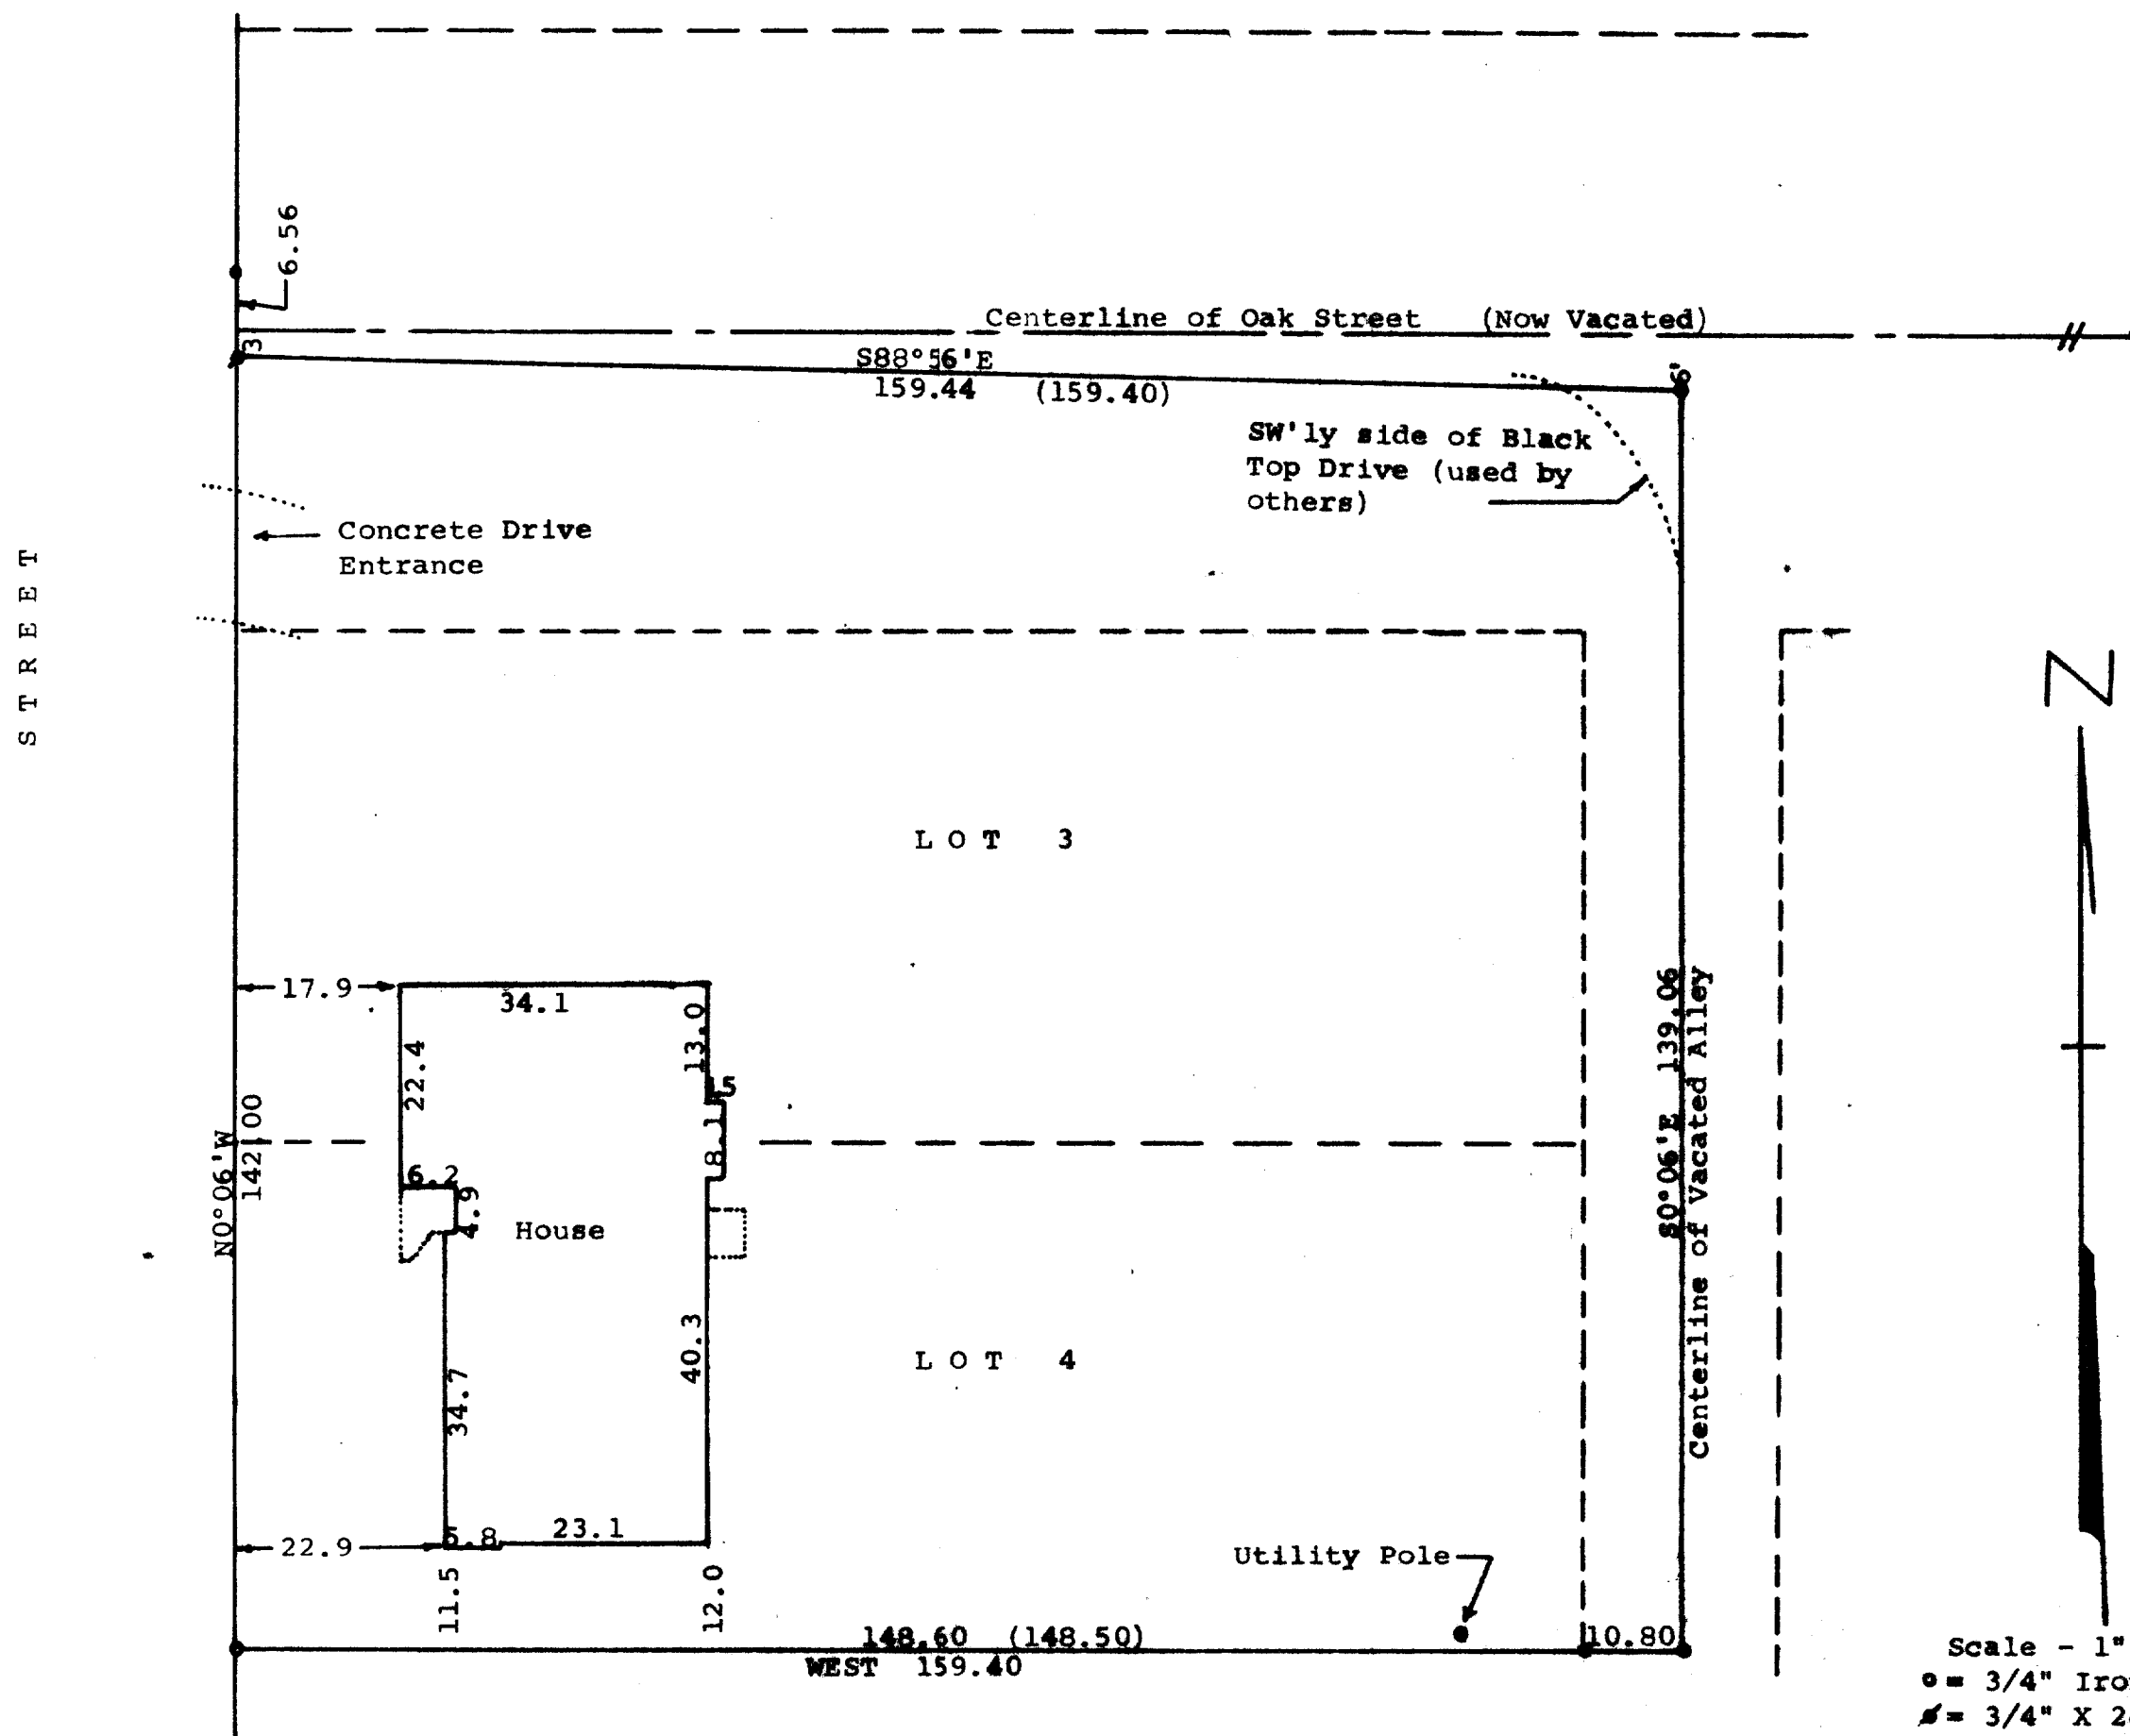 6.56
Centerline of Oak Street (Now Vacated)
3
S88°56'E
159.44 (159.40)
6'
SW'ly side of Black
Top Drive (used by
others)
Concrete Drive
Entrance
STREET
N
LOT 3
17.9
34.1
13.0
22.4
8.1
N0°06'W
142.00
6.2
4.9
House
S0°06'E 139.06
Centerline of Vacated Alley
40.3
LOT 4
34.7
22.9
5.8
23.1
11.5
12.0
Utility Pole
148.60 (148.50)
10.80
WEST 159.40
Scale - 1"
= 3/4"
= 3/4" X